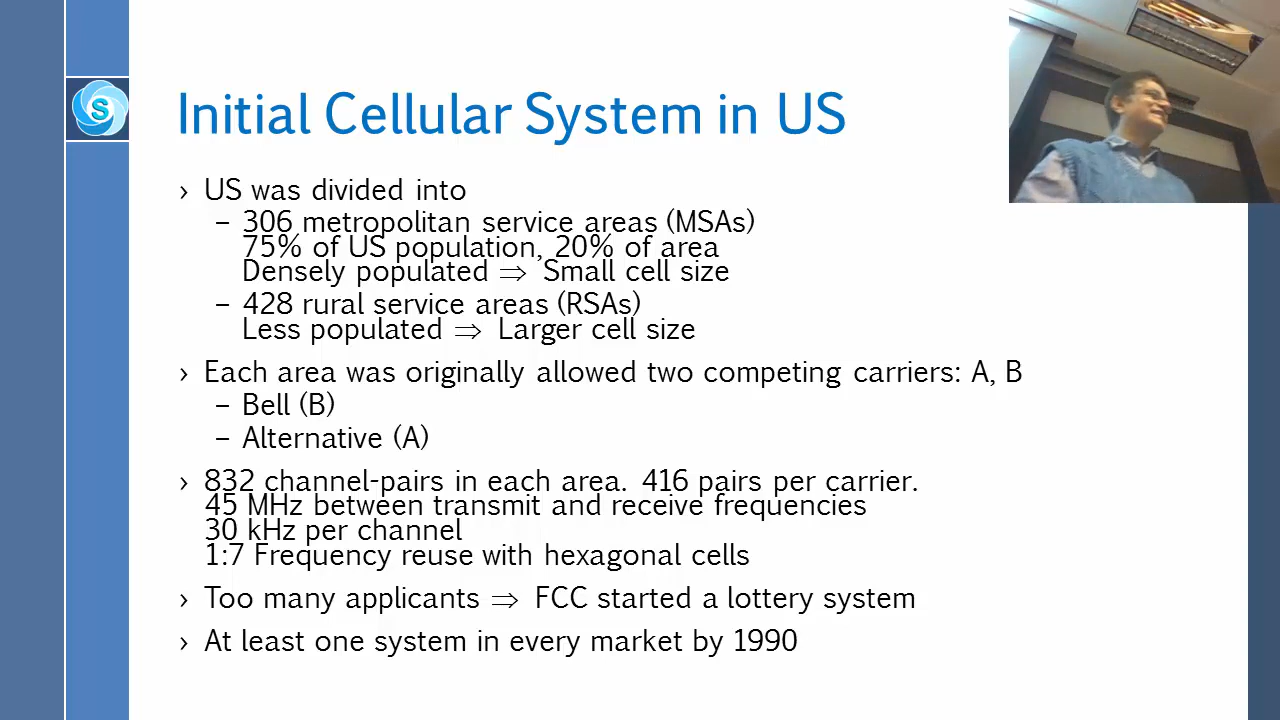 S
Initial Cellular System in US
› US was divided into
– 306 metropolitan service areas (MSAs)
75% of US population, 20% of area
Densely populated ⇒ Small cell size
– 428 rural service areas (RSAs)
Less populated ⇒ Larger cell size
› Each area was originally allowed two competing carriers: A, B
– Bell (B)
– Alternative (A)
› 832 channel-pairs in each area. 416 pairs per carrier.
45 MHz between transmit and receive frequencies
30 kHz per channel
1:7 Frequency reuse with hexagonal cells
› Too many applicants ⇒ FCC started a lottery system
› At least one system in every market by 1990